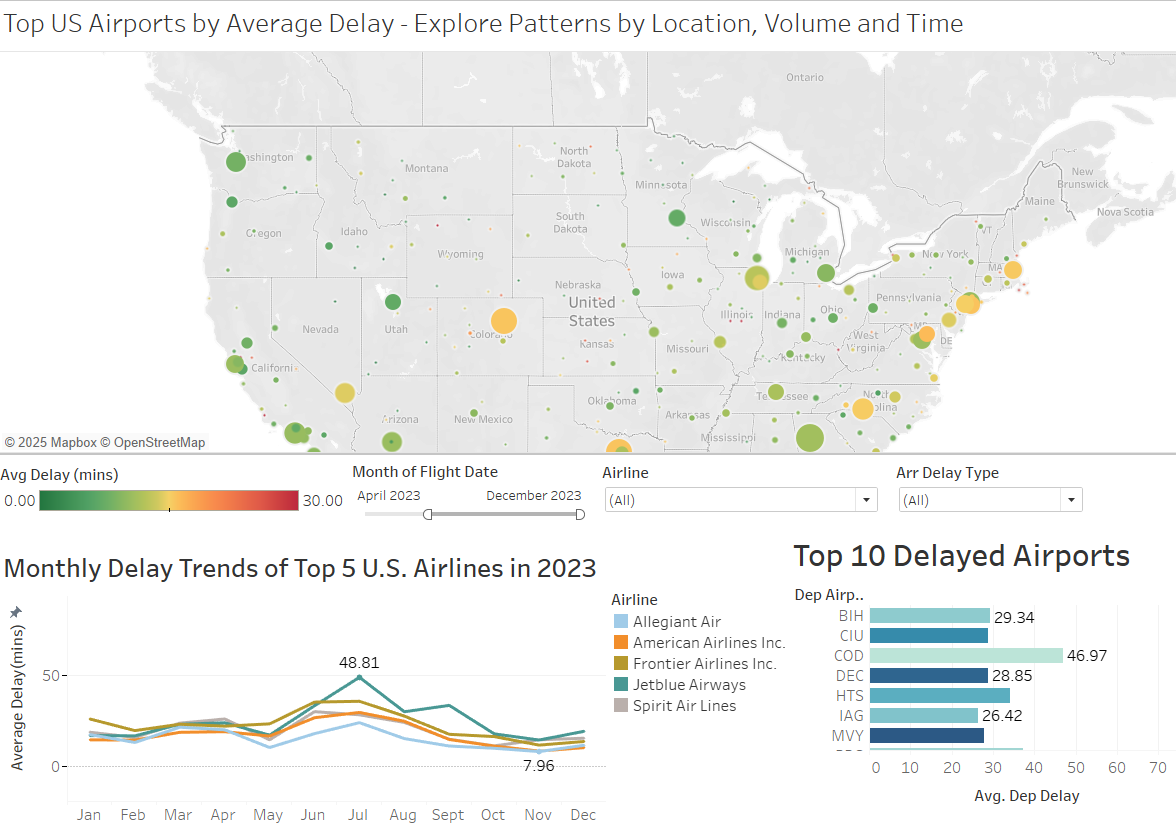 Top US Airports by Average Delay - Explore Patterns by Location, Volume and Time
Ontario
Washington
North Dakota
Montana
Minnesota
New Brunswick
Maine
Nova Scotia
South Dakota
Wisconsin
Oregon
Idaho
VT
Michigan
New York
Wyoming
MA
Iowa
Nebraska
United States
Pennsylvania
Illinois
Indiana
Ohio
Nevada
Utah
Colorado
MD
Kansas
West Virginia
DE
Missouri
Kentucky
California
Oklahoma
Tennessee
North Carolina
Arizona
New Mexico
Arkansas
Mississippi
© 2025 Mapbox © OpenStreetMap
Avg Delay (mins)
0.00 30.00
Month of Flight Date
April 2023 December 2023
Airline
(All)
Arr Delay Type
(All)
Monthly Delay Trends of Top 5 U.S. Airlines in 2023
Average Delay(mins)
50
0
48.81
7.96
Jan Feb Mar Apr May Jun Jul Aug Sept Oct Nov Dec
Airline
Allegiant Air
American Airlines Inc.
Frontier Airlines Inc.
Jetblue Airways
Spirit Air Lines
Top 10 Delayed Airports
Dep Airp..
BIH 29.34
CIU
COD 46.97
DEC 28.85
HTS
IAG 26.42
MVY
0 10 20 30 40 50 60 70
Avg. Dep Delay